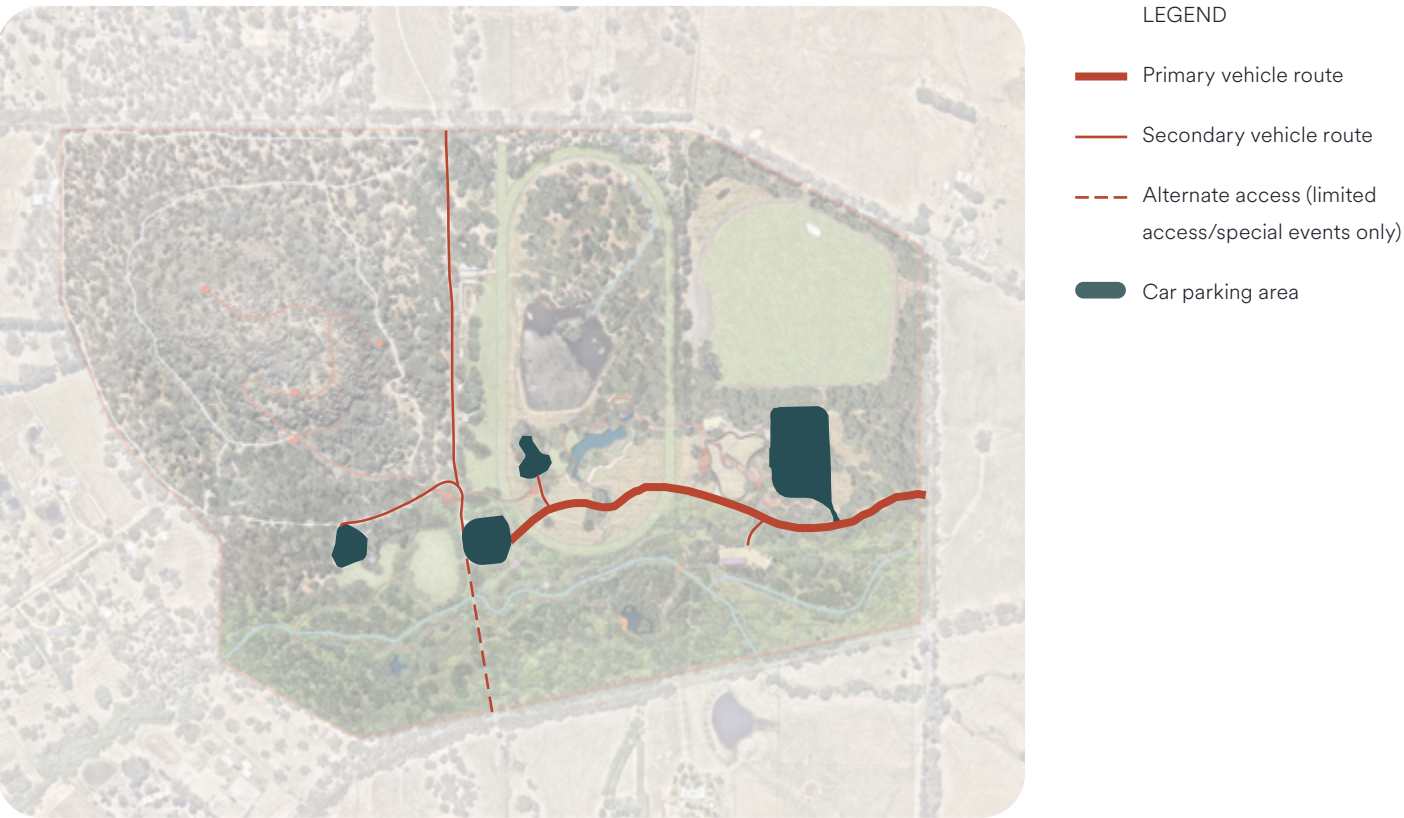 LEGEND
Primary vehicle route
Secondary vehicle route
Alternate access (limited
access/special events only)
Car parking area